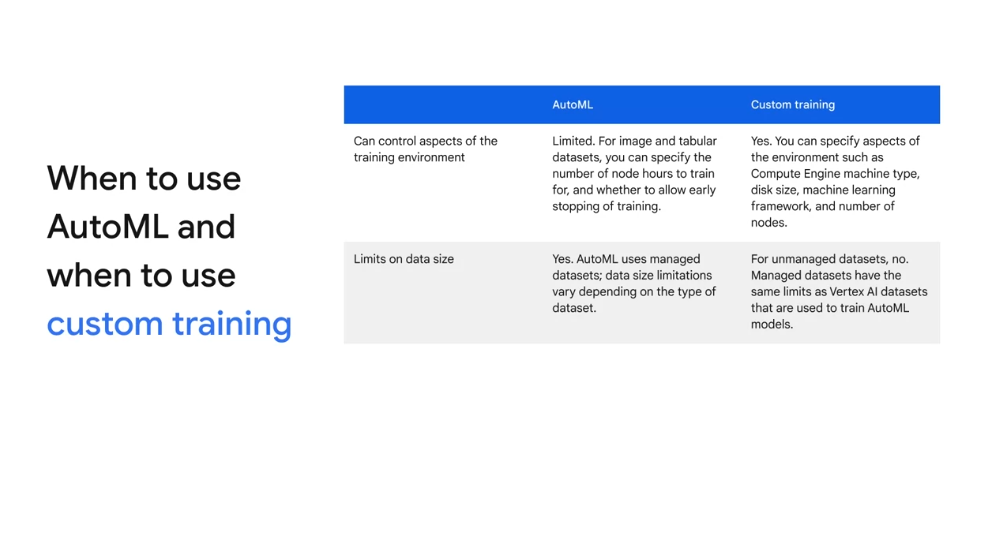 When to use
AutoML and
when to use
custom training
AutoML
Custom training
Can control aspects of the
training environment
Limited. For image and tabular
datasets, you can specify the
number of node hours to train
for, and whether to allow early
stopping of training.
Yes. You can specify aspects of
the environment such as
Compute Engine machine type,
disk size, machine learning
framework, and number of
nodes.
Limits on data size
Yes. AutoML uses managed
datasets; data size limitations
vary depending on the type of
dataset.
For unmanaged datasets, no.
Managed datasets have the
same limits as Vertex AI datasets
that are used to train AutoML
models.